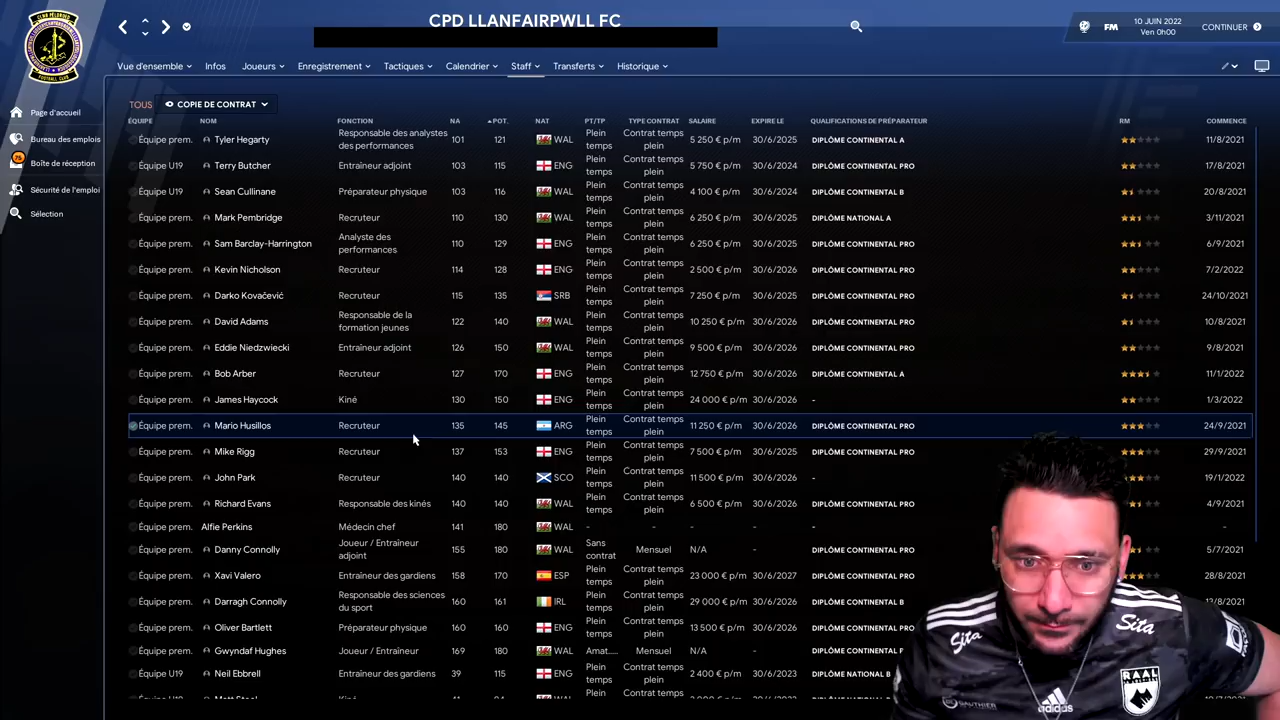 CPD LLANFAIRPWLL FC
10 JUIN 2022
Ven 0h00
FM
CONTINUER
Vue d'ensemble Infos Joueurs Enregistrement Tactiques Calendrier Staff Transferts Historique
Page d'accueil
Bureau des emplois
Boîte de réception
Sécurité de l'emploi
Sélection
TOUS COPIE DE CONTRAT
ÉQUIPE NOM FONCTION NA POT. NAT PT/TP TYPE CONTRAT SALAIRE EXPIRE LE QUALIFICATIONS DE PRÉPARATEUR RM COMMENCE
Équipe prem. Tyler Hegarty Responsable des analystes des performances 101 121 WAL Plein temps Contrat temps plein 5 250 € p/m 30/6/2025 DIPLÔME CONTINENTAL A 11/8/2021
Équipe U19 Terry Butcher Entraîneur adjoint 103 115 ENG Plein temps Contrat temps plein 5 750 € p/m 30/6/2024 DIPLÔME CONTINENTAL PRO 17/8/2021
Équipe U19 Sean Cullinane Préparateur physique 103 116 WAL Plein temps Contrat temps plein 4 100 € p/m 30/6/2024 DIPLÔME CONTINENTAL B 20/8/2021
Équipe prem. Mark Pembridge Recruteur 110 130 WAL Plein temps Contrat temps plein 6 250 € p/m 30/6/2025 DIPLÔME NATIONAL A 3/11/2021
Équipe prem. Sam Barclay-Harrington Analyste des performances 110 129 ENG Plein temps Contrat temps plein 6 250 € p/m 30/6/2025 DIPLÔME CONTINENTAL PRO 6/9/2021
Équipe prem. Kevin Nicholson Recruteur 114 128 ENG Plein temps Contrat temps plein 2 500 € p/m 30/6/2026 DIPLÔME CONTINENTAL PRO 7/2/2022
Équipe prem. Darko Kovačević Recruteur 115 135 SRB Plein temps Contrat temps plein 7 250 € p/m 30/6/2026 DIPLÔME CONTINENTAL PRO 24/10/2021
Équipe prem. David Adams Responsable de la formation jeunes 122 140 WAL Plein temps Contrat temps plein 10 250 € p/m 30/6/2026 DIPLÔME CONTINENTAL PRO 10/8/2021
Équipe prem. Eddie Niedzwiecki Entraîneur adjoint 126 150 WAL Plein temps Contrat temps plein 9 500 € p/m 30/6/2026 DIPLÔME CONTINENTAL PRO 9/8/2021
Équipe prem. Bob Arber Recruteur 127 170 ENG Plein temps Contrat temps plein 12 750 € p/m 30/6/2026 DIPLÔME CONTINENTAL A 11/1/2022
Équipe prem. James Haycock Kiné 130 150 ENG Plein temps Contrat temps plein 24 000 € p/m 30/6/2026 - 1/3/2022
Équipe prem. Mario Husillos Recruteur 135 145 ARG Plein temps Contrat temps plein 11 250 € p/m 30/6/2026 DIPLÔME CONTINENTAL PRO 24/9/2021
Équipe prem. Mike Rigg Recruteur 137 153 ENG Plein temps Contrat temps plein 7 500 € p/m 30/6/2025 DIPLÔME CONTINENTAL PRO 29/9/2021
Équipe prem. John Park Recruteur 140 140 SCO Plein temps Contrat temps plein 11 500 € p/m 30/6/2026 - 19/1/2022
Équipe prem. Richard Evans Responsable des kinés 140 140 WAL Plein temps Contrat temps plein 6 500 € p/m 30/6/2025 DIPLÔME CONTINENTAL PRO 4/9/2021
Équipe prem. Alfie Perkins Médecin chef 141 180 WAL - - - - - -
Équipe prem. Danny Connolly Joueur / Entraîneur adjoint 155 180 WAL Sans contrat Mensuel N/A - DIPLÔME CONTINENTAL PRO 5/7/2021
Équipe prem. Xavi Valero Entraîneur des gardiens 158 170 ESP Plein temps Contrat temps plein 23 000 € p/m 30/6/2027 DIPLÔME CONTINENTAL PRO 28/8/2021
Équipe prem. Darragh Connolly Responsable des sciences du sport 160 161 IRL Plein temps Contrat temps plein 29 000 € p/m 30/6/2026 DIPLÔME CONTINENTAL B 13/8/2021
Équipe prem. Oliver Bartlett Préparateur physique 160 160 ENG Plein temps Contrat temps plein 13 500 € p/m 30/6/2026 DIPLÔME CONTINENTAL PRO
Équipe prem. Gwyndaf Hughes Joueur / Entraîneur 169 180 WAL Amat..... Mensuel N/A - DIPLÔME CONTINENTAL B
Équipe U19 Neil Ebbrell Entraîneur des gardiens 39 115 ENG Plein temps Contrat temps plein 2 400 € p/m 30/6/2023 DIPLÔME NATIONAL B
Plein Contrat temps
Sita
Sita
GAUTHIER
adidas
RAAL